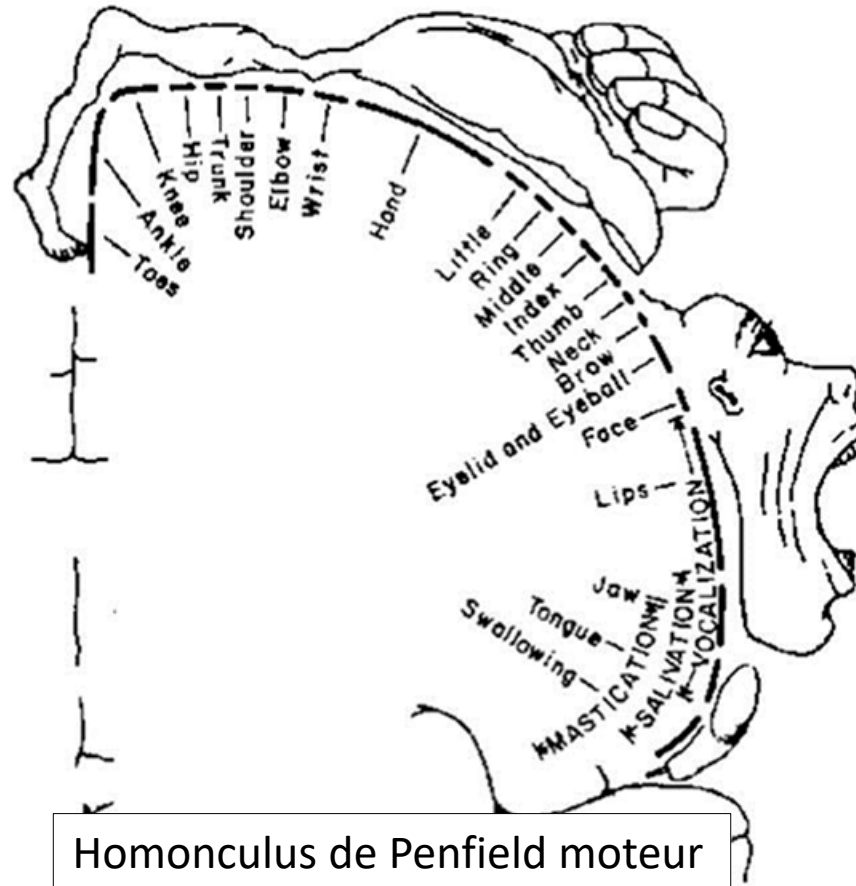 Toes
Ankle
Knee
Hip
Trunk
Shoulder
Elbow
Wrist
Hand
Little
Ring
Middle
Index
Thumb
Neck
Brow
Eyelid and Eyeball
Face
Lips
Jaw
Tongue
Swallowing
MASTICATION
SALIVATION
VOCALIZATION
Homonculus de Penfield moteur